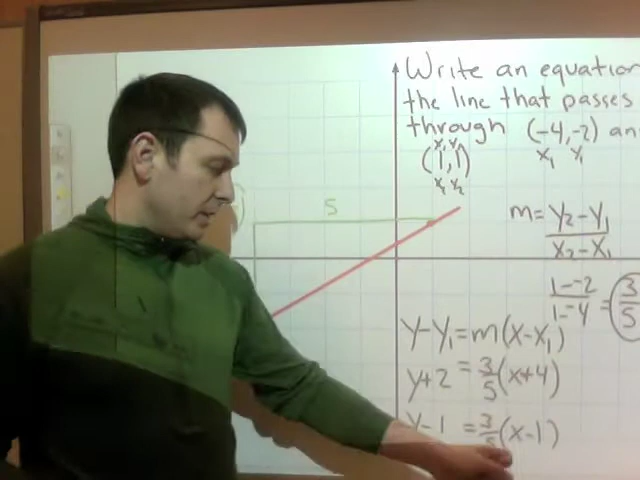 Write an equation
the line that passes
through (-4,-2) an
x₁ y₁
x₁ y₁
(1,1)
x₂ y₂
5
m = y₂-y₁
x₂-x₁
1--2
1--4
= 3
5
y-y₁=m(x-x₁)
y+2 = 3/5(x+4)
y-1 = 3/5(x-1)